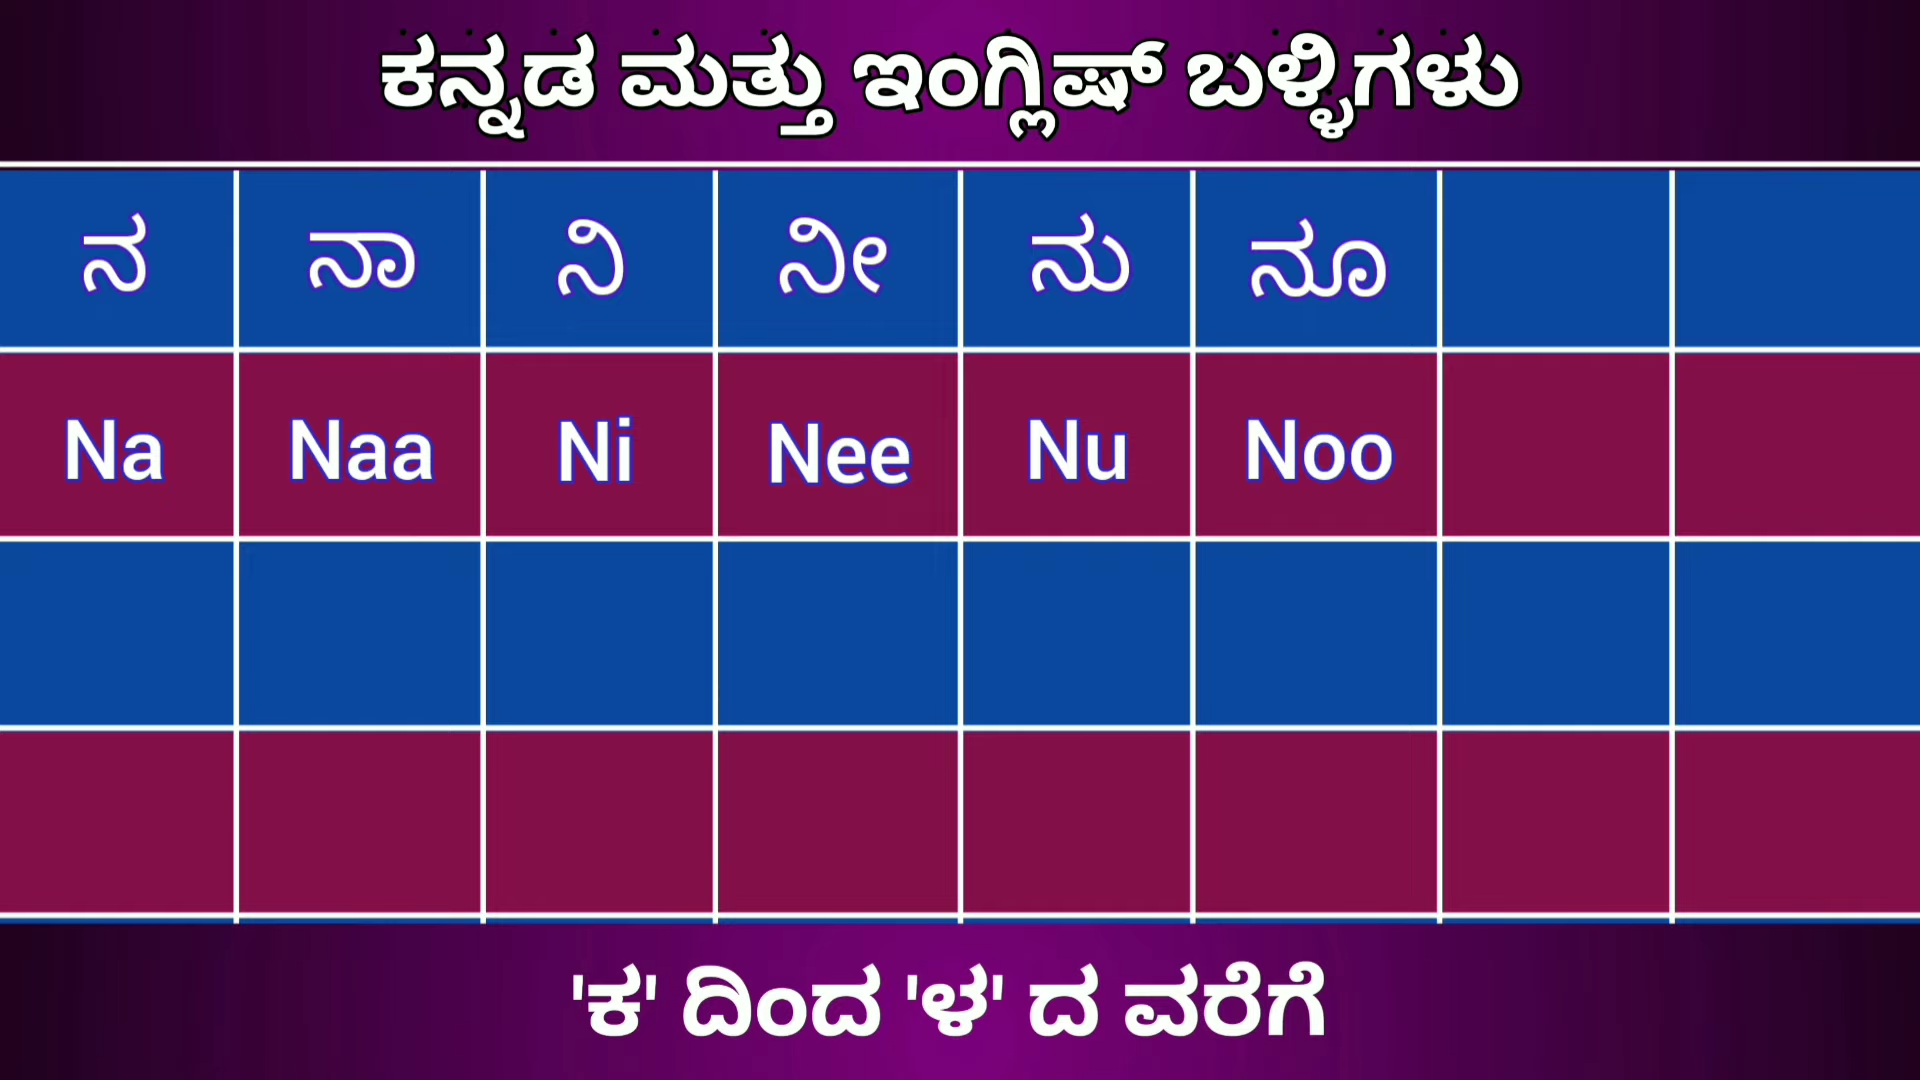 ಕನ್ನಡ ಮತ್ತು ಇಂಗ್ಲಿಷ್ ಬಳ್ಳಿಗಳು
ನ ನಾ ನಿ ನೀ ನು ನೂ
Na Naa Ni Nee Nu Noo
'ಕ' ದಿಂದ 'ಳ' ದ ವರೆಗೆ